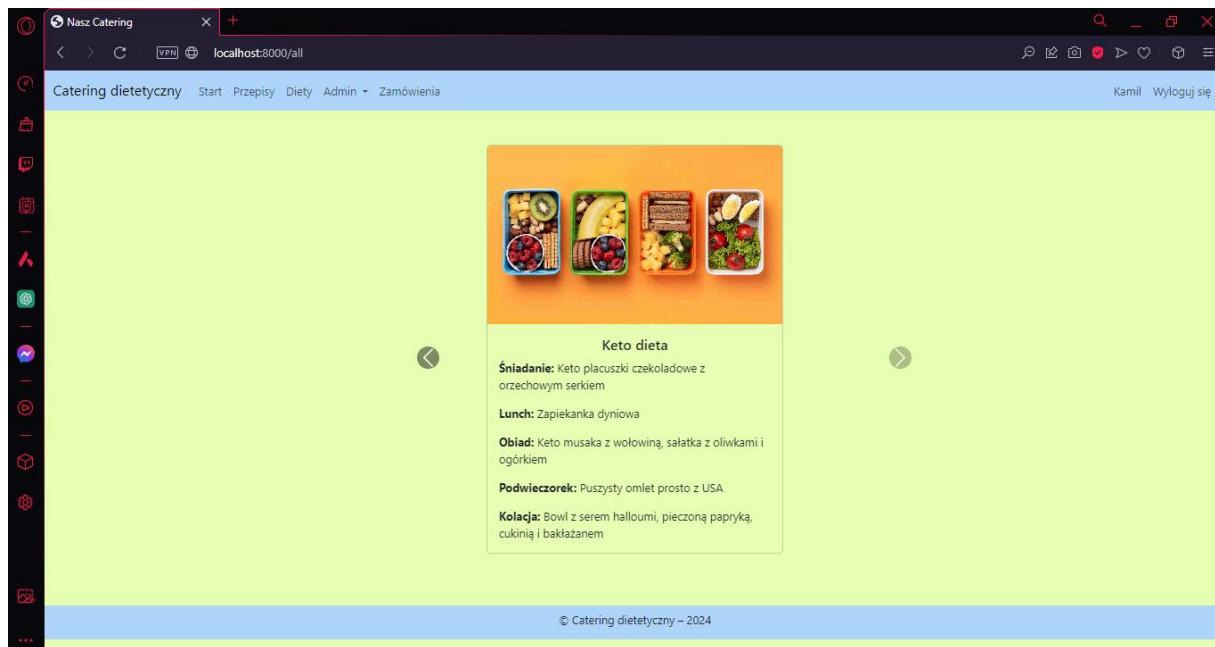 Nasz Catering
VPN
localhost:8000/all
Catering dietetyczny Start Przepisy Diety Admin Zamówienia
Kamil Wyloguj się
Keto dieta
Śniadanie: Keto placuszki czekoladowe z
orzechowym serkiem
Lunch: Zapiekanka dyniowa
Obiad: Keto musaka z wołowiną, sałatka z oliwkami i
ogórkiem
Podwieczorek: Puszysty omlet prosto z USA
Kolacja: Bowl z serem halloumi, pieczoną papryką,
cukinią i bakłażanem
© Catering dietetyczny – 2024